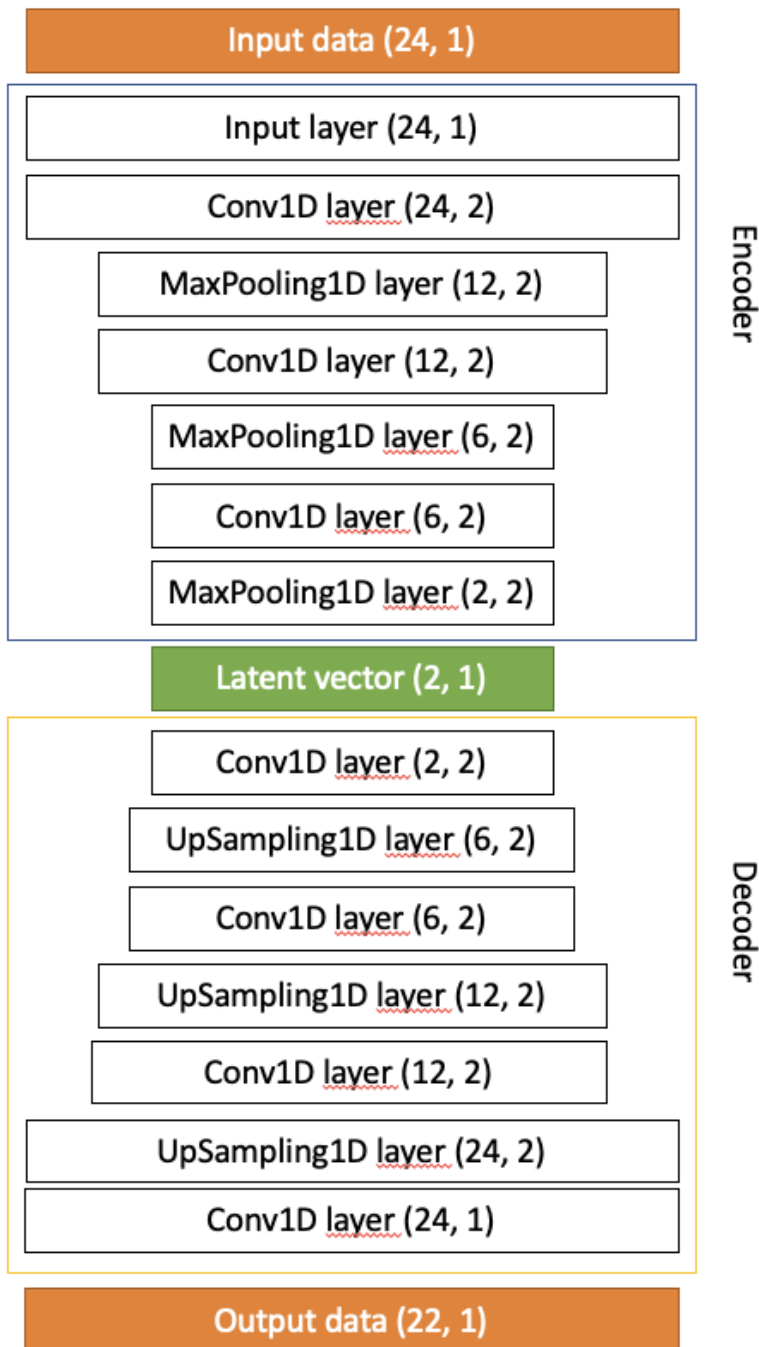 Input data (24, 1)
Input layer (24, 1)
Conv1D layer (24, 2)
MaxPooling1D layer (12, 2)
Conv1D layer (12, 2)
MaxPooling1D layer (6, 2)
Conv1D layer (6, 2)
MaxPooling1D layer (2, 2)
Encoder
Latent vector (2, 1)
Conv1D layer (2, 2)
UpSampling1D layer (6, 2)
Conv1D layer (6, 2)
UpSampling1D layer (12, 2)
Conv1D layer (12, 2)
UpSampling1D layer (24, 2)
Conv1D layer (24, 1)
Decoder
Output data (22, 1)